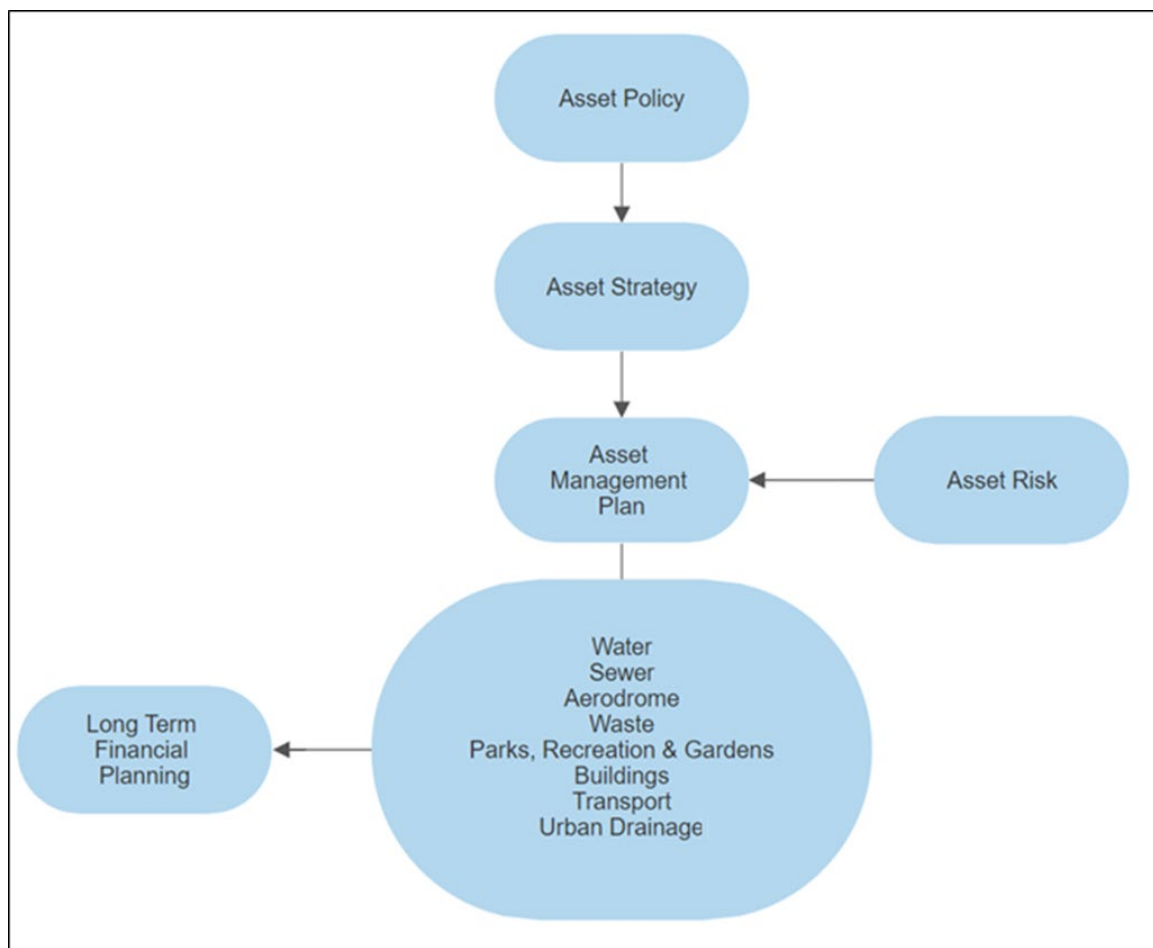 Asset Policy
Asset Strategy
Asset
Management
Plan
Asset Risk
Water
Sewer
Aerodrome
Waste
Parks, Recreation & Gardens
Buildings
Transport
Urban Drainage
Long Term
Financial
Planning